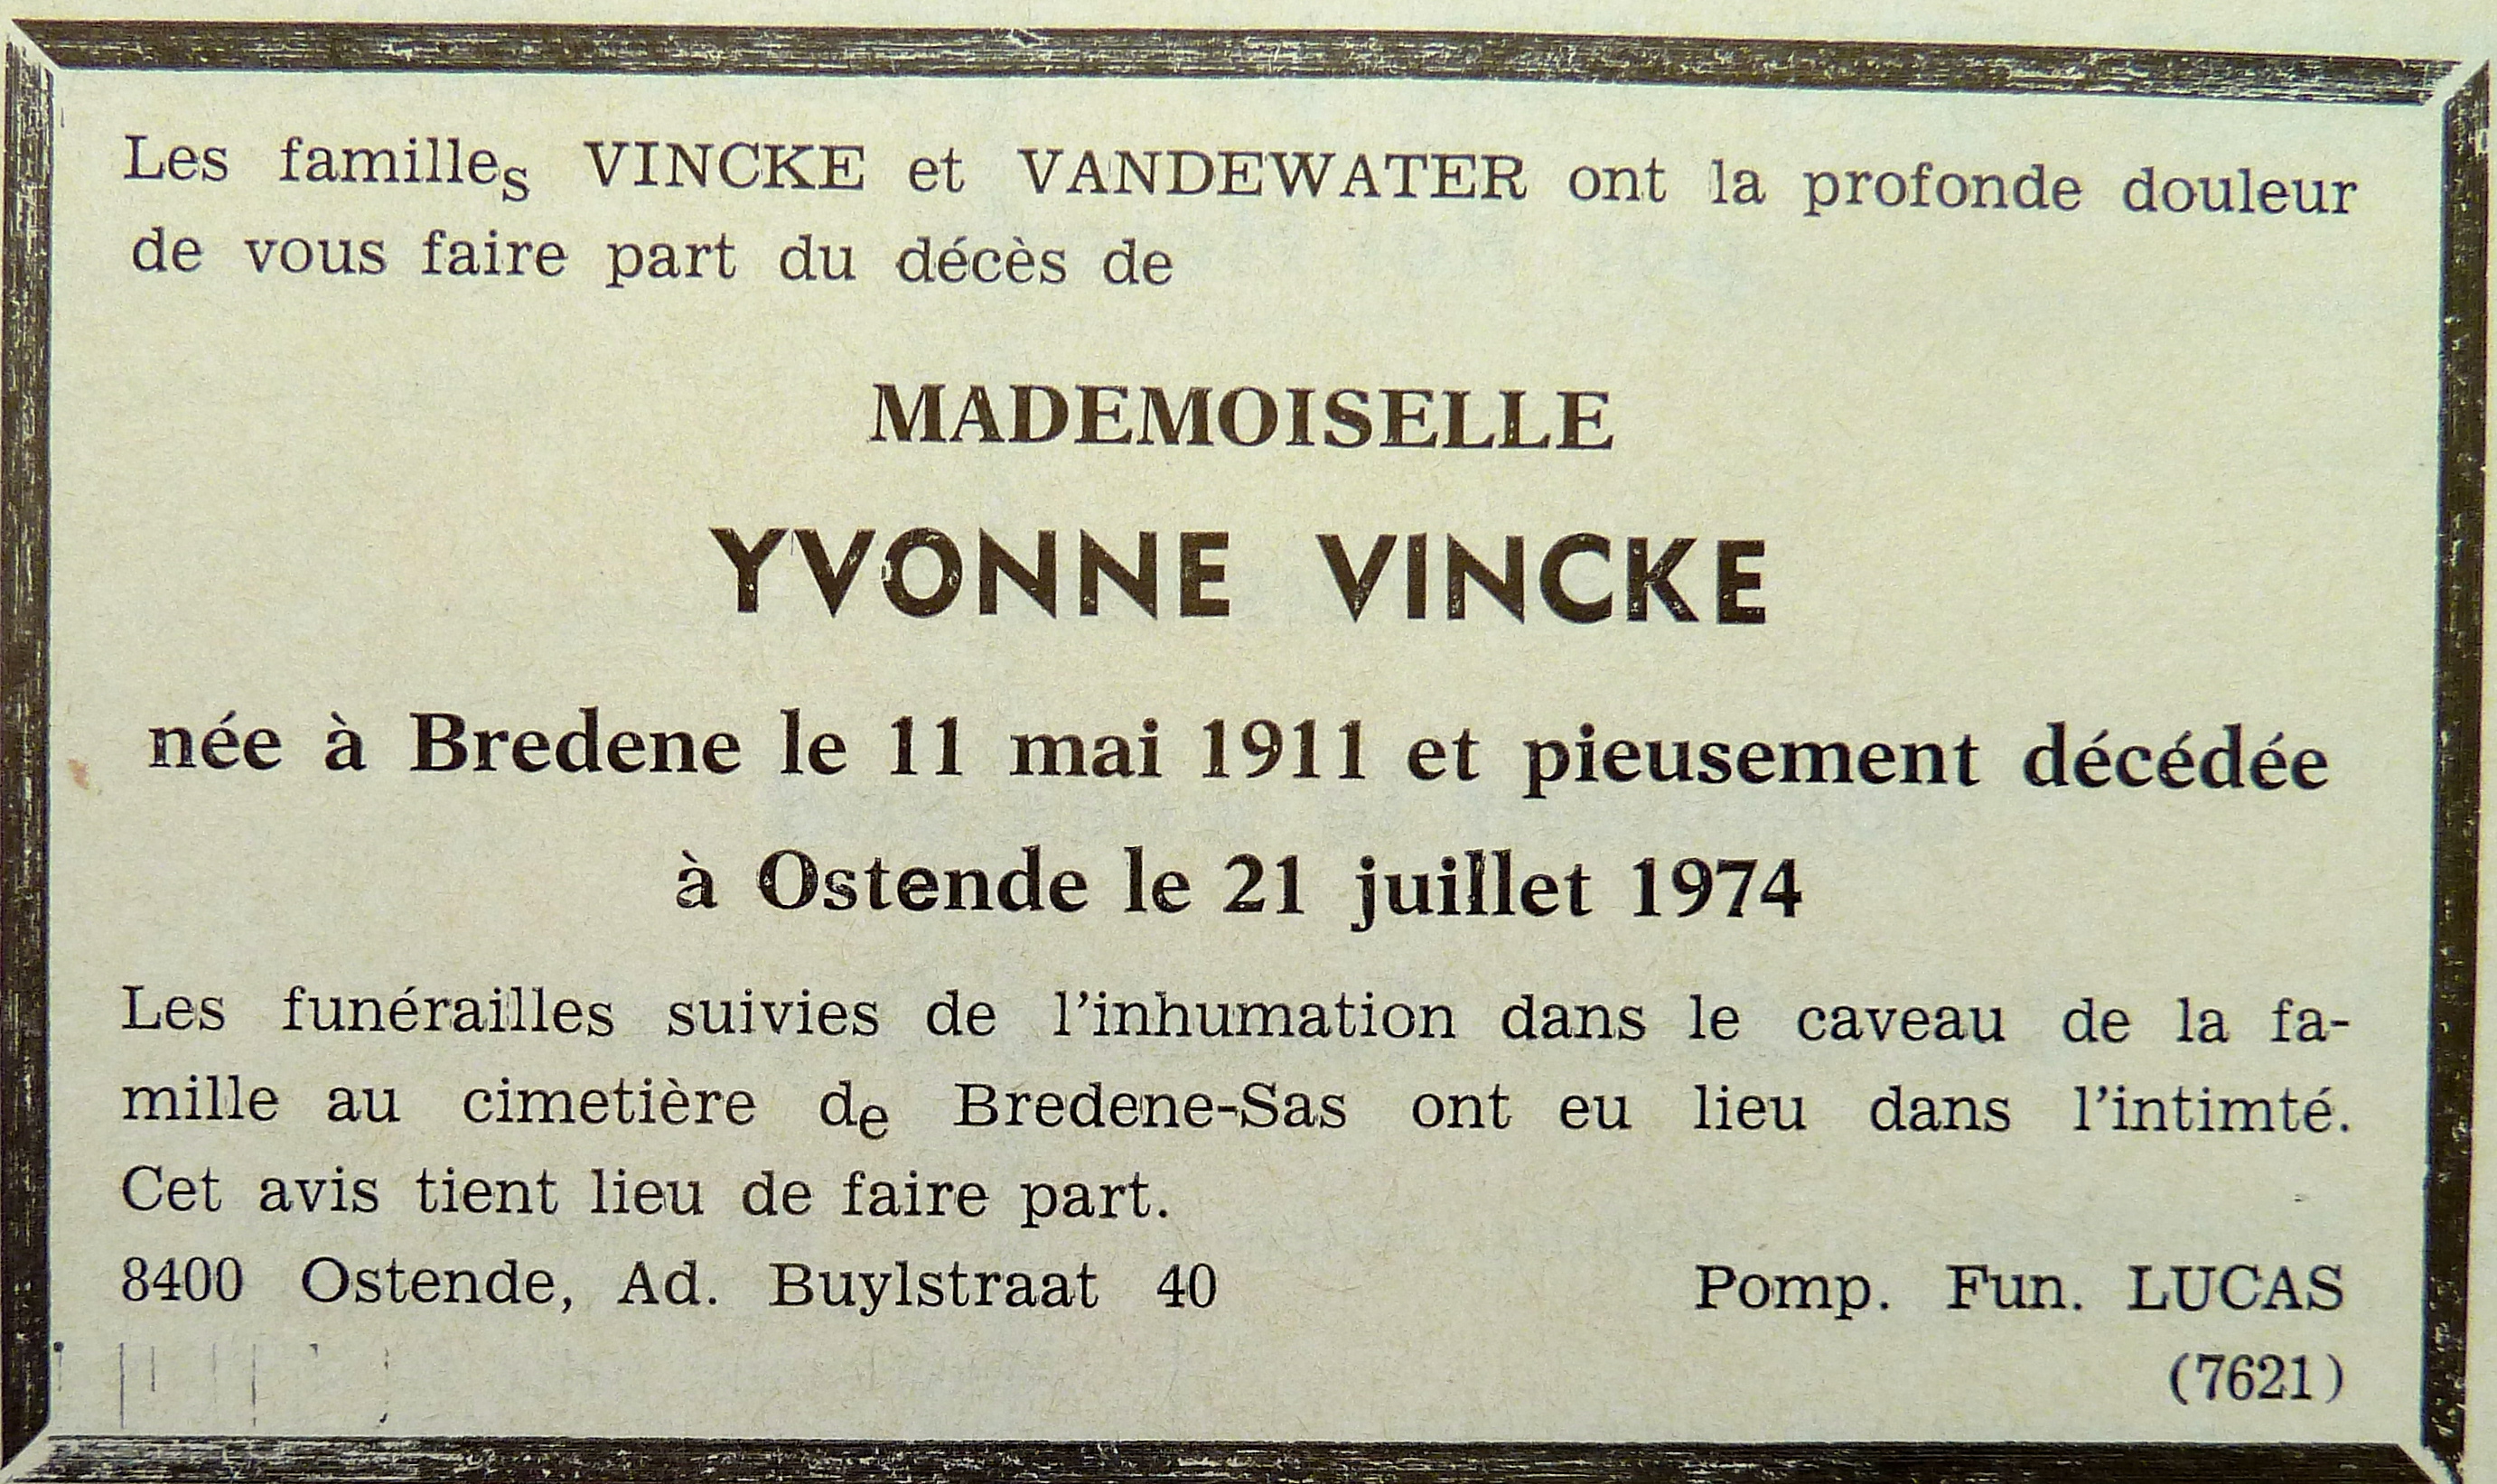 Les familles VINCKE et VANDEWATER ont la profonde douleur
de vous faire part du décès de
MADEMOISELLE
YVONNE VINCKE
née à Bredene le 11 mai 1911 et pieusement décédée
à Ostende le 21 juillet 1974
Les funérailles suivies de l'inhumation dans le caveau de la fa-
mille au cimetière de Bredene-Sas ont eu lieu dans l'intimté.
Cet avis tient lieu de faire part.
8400 Ostende, Ad. Buylstraat 40 Pomp. Fun. LUCAS
(7621)